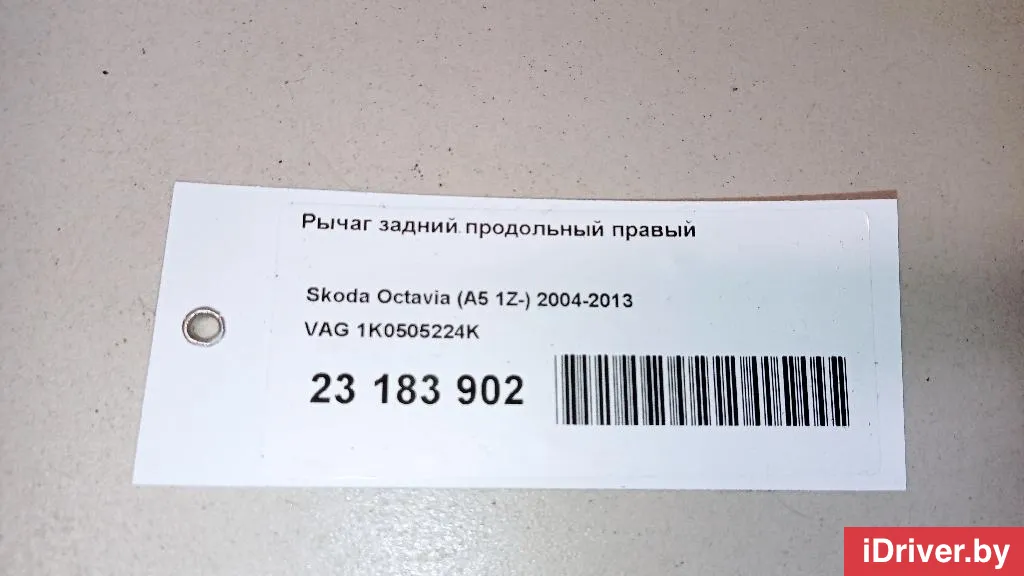 Рычаг задний продольный правый
Skoda Octavia (A5 1Z-) 2004-2013
VAG 1K0505224K
23 183 902
iDriver.by